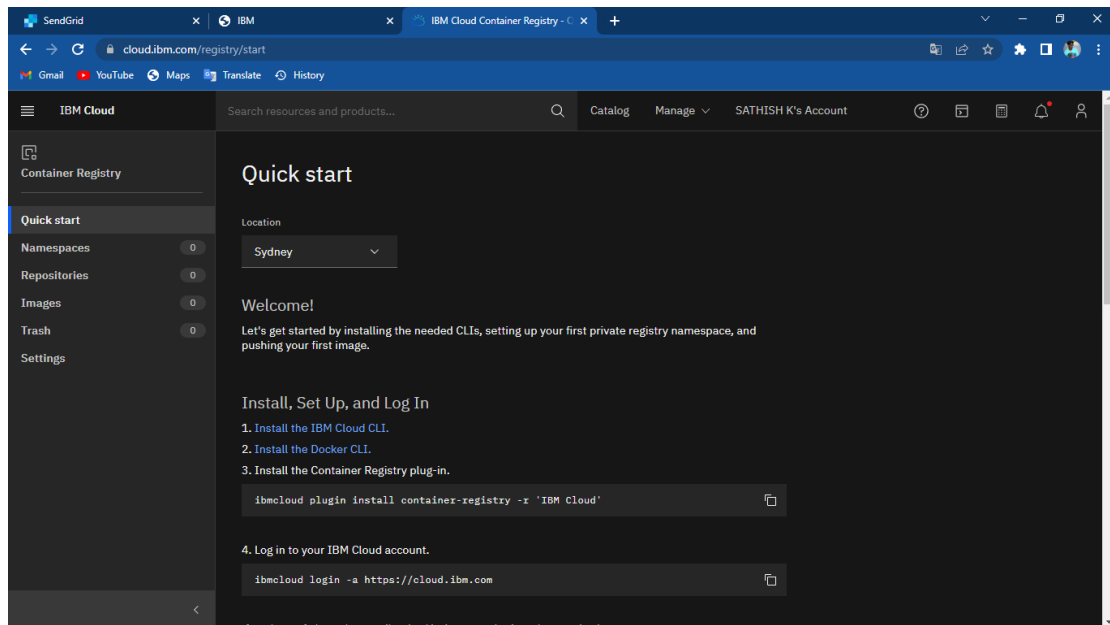 SendGrid
IBM
IBM Cloud Container Registry - C
cloud.ibm.com/registry/start
Gmail YouTube Maps Translate History
IBM Cloud
Search resources and products...
Catalog Manage SATHISH K's Account
Container Registry
Quick start
Namespaces 0
Repositories 0
Images 0
Trash 0
Settings
Quick start
Location
Sydney
Welcome!
Let's get started by installing the needed CLIs, setting up your first private registry namespace, and
pushing your first image.
Install, Set Up, and Log In
1. Install the IBM Cloud CLI.
2. Install the Docker CLI.
3. Install the Container Registry plug-in.
ibmcloud plugin install container-registry -r 'IBM Cloud'
4. Log in to your IBM Cloud account.
ibmcloud login -a https://cloud.ibm.com